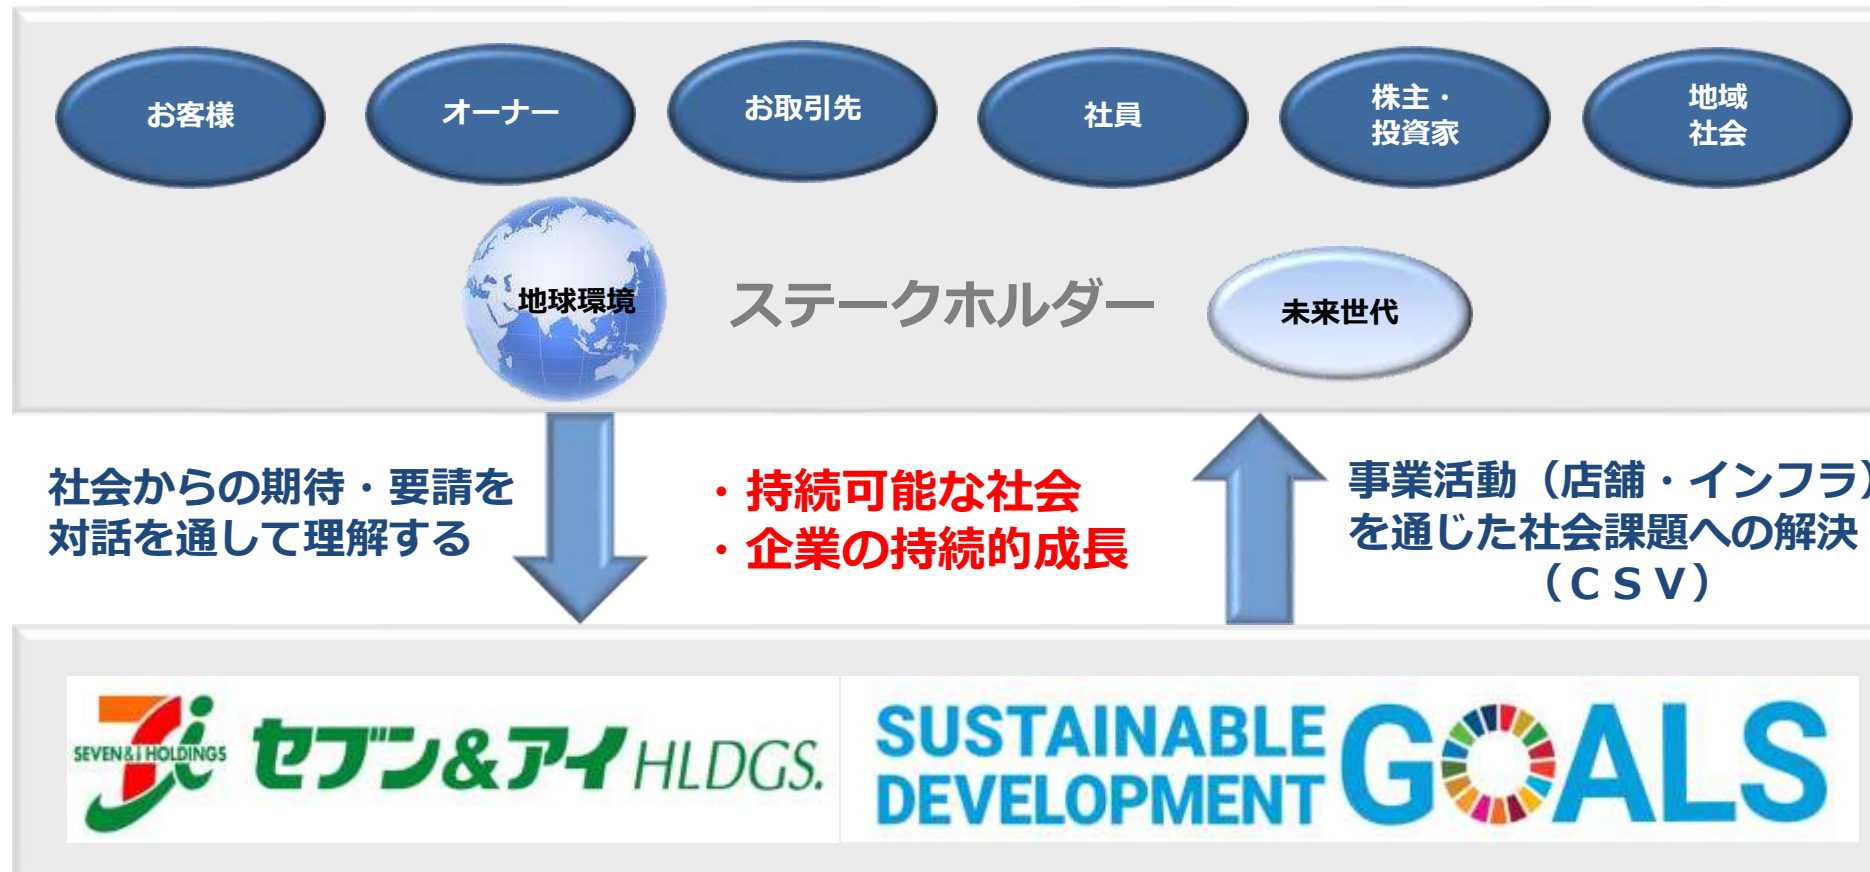 お客様
オーナー
お取引先
社員
株主・
投資家
地域
社会
地球環境
ステークホルダー
未来世代
社会からの期待・要請を
対話を通して理解する
・持続可能な社会
・企業の持続的成長
事業活動（店舗・インフラ）
を通じた社会課題への解決
（ＣＳＶ）
SEVEN & i HOLDINGS
セブン&アイ HLDGS.
SUSTAINABLE
DEVELOPMENT
GOALS